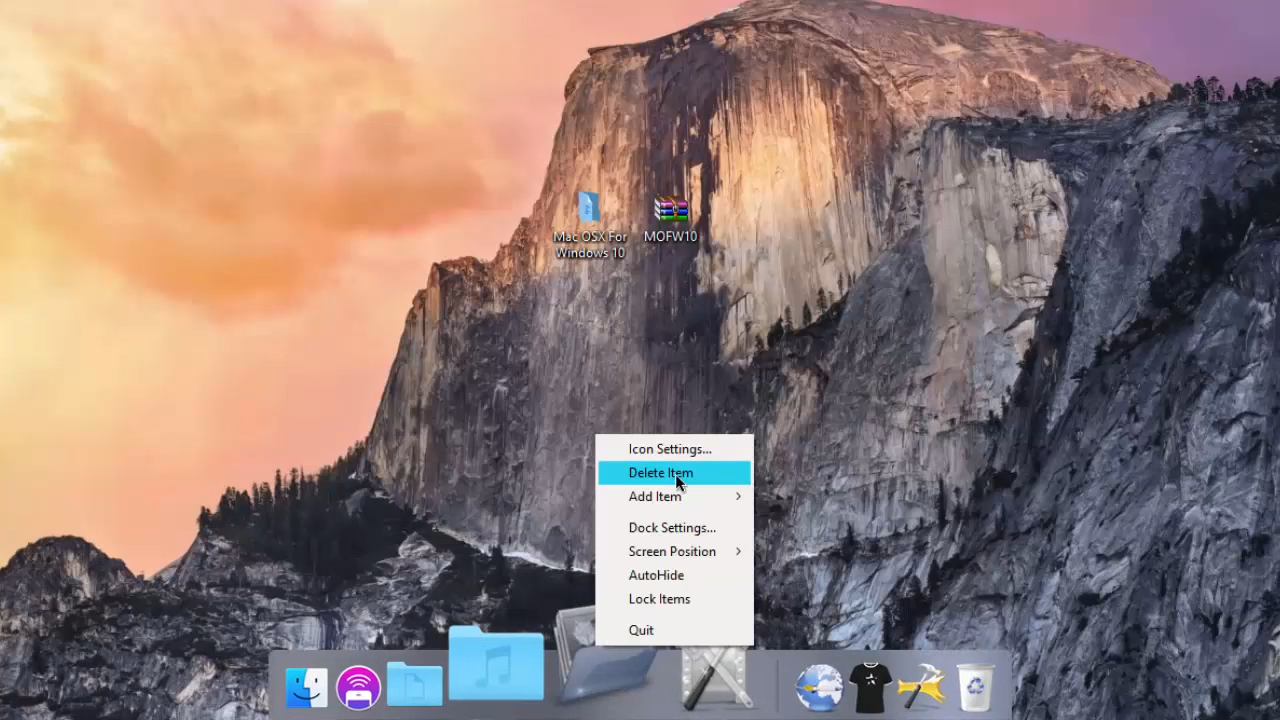 Mac OSX For
Windows 10
MOFW10
Icon Settings...
Delete Item
Add Item
Dock Settings...
Screen Position
AutoHide
Lock Items
Quit